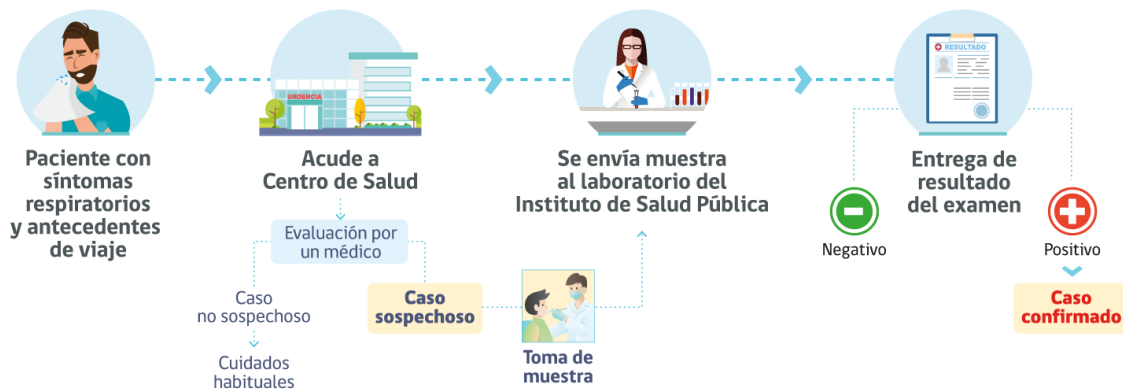 Paciente con
síntomas
respiratorios
y antecedentes
de viaje
URGENCIA
Acude a
Centro de Salud
Evaluación por
un médico
Caso
no sospechoso
Cuidados
habituales
Caso
sospechoso
Toma de
muestra
Se envía muestra
al laboratorio del
Instituto de Salud Pública
RESULTADO
Entrega de
resultado
del examen
Negativo
Positivo
Caso
confirmado